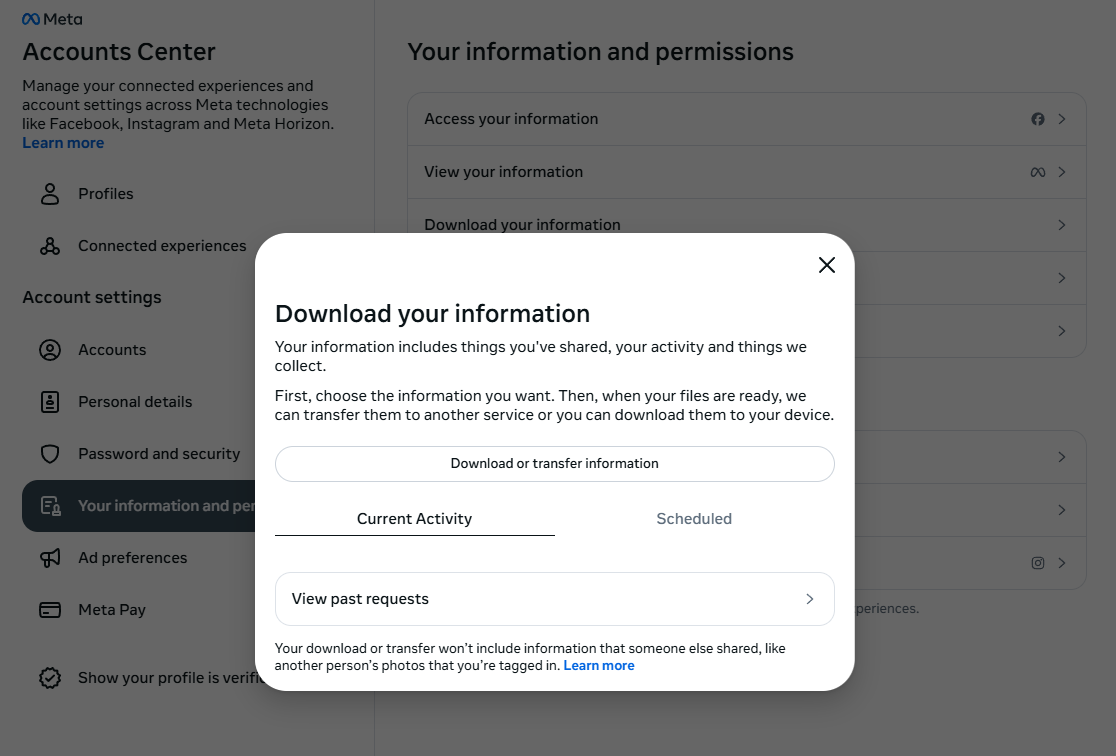 Meta
Accounts Center
Manage your connected experiences and
account settings across Meta technologies
like Facebook, Instagram and Meta Horizon.
Learn more
Profiles
Connected experiences
Account settings
Accounts
Personal details
Password and security
Your information and
Ad preferences
Meta Pay
Show your profile is
Your information and permissions
Access your information
View your information
Download your information
Download your information
Your information includes things you've shared, your activity and things we
collect.
First, choose the information you want. Then, when your files are ready, we
can transfer them to another service or you can download them to your device.
Download or transfer information
Current Activity
Scheduled
View past requests
Your download or transfer won’t include information that someone else shared, like
another person’s photos that you’re tagged in. Learn more